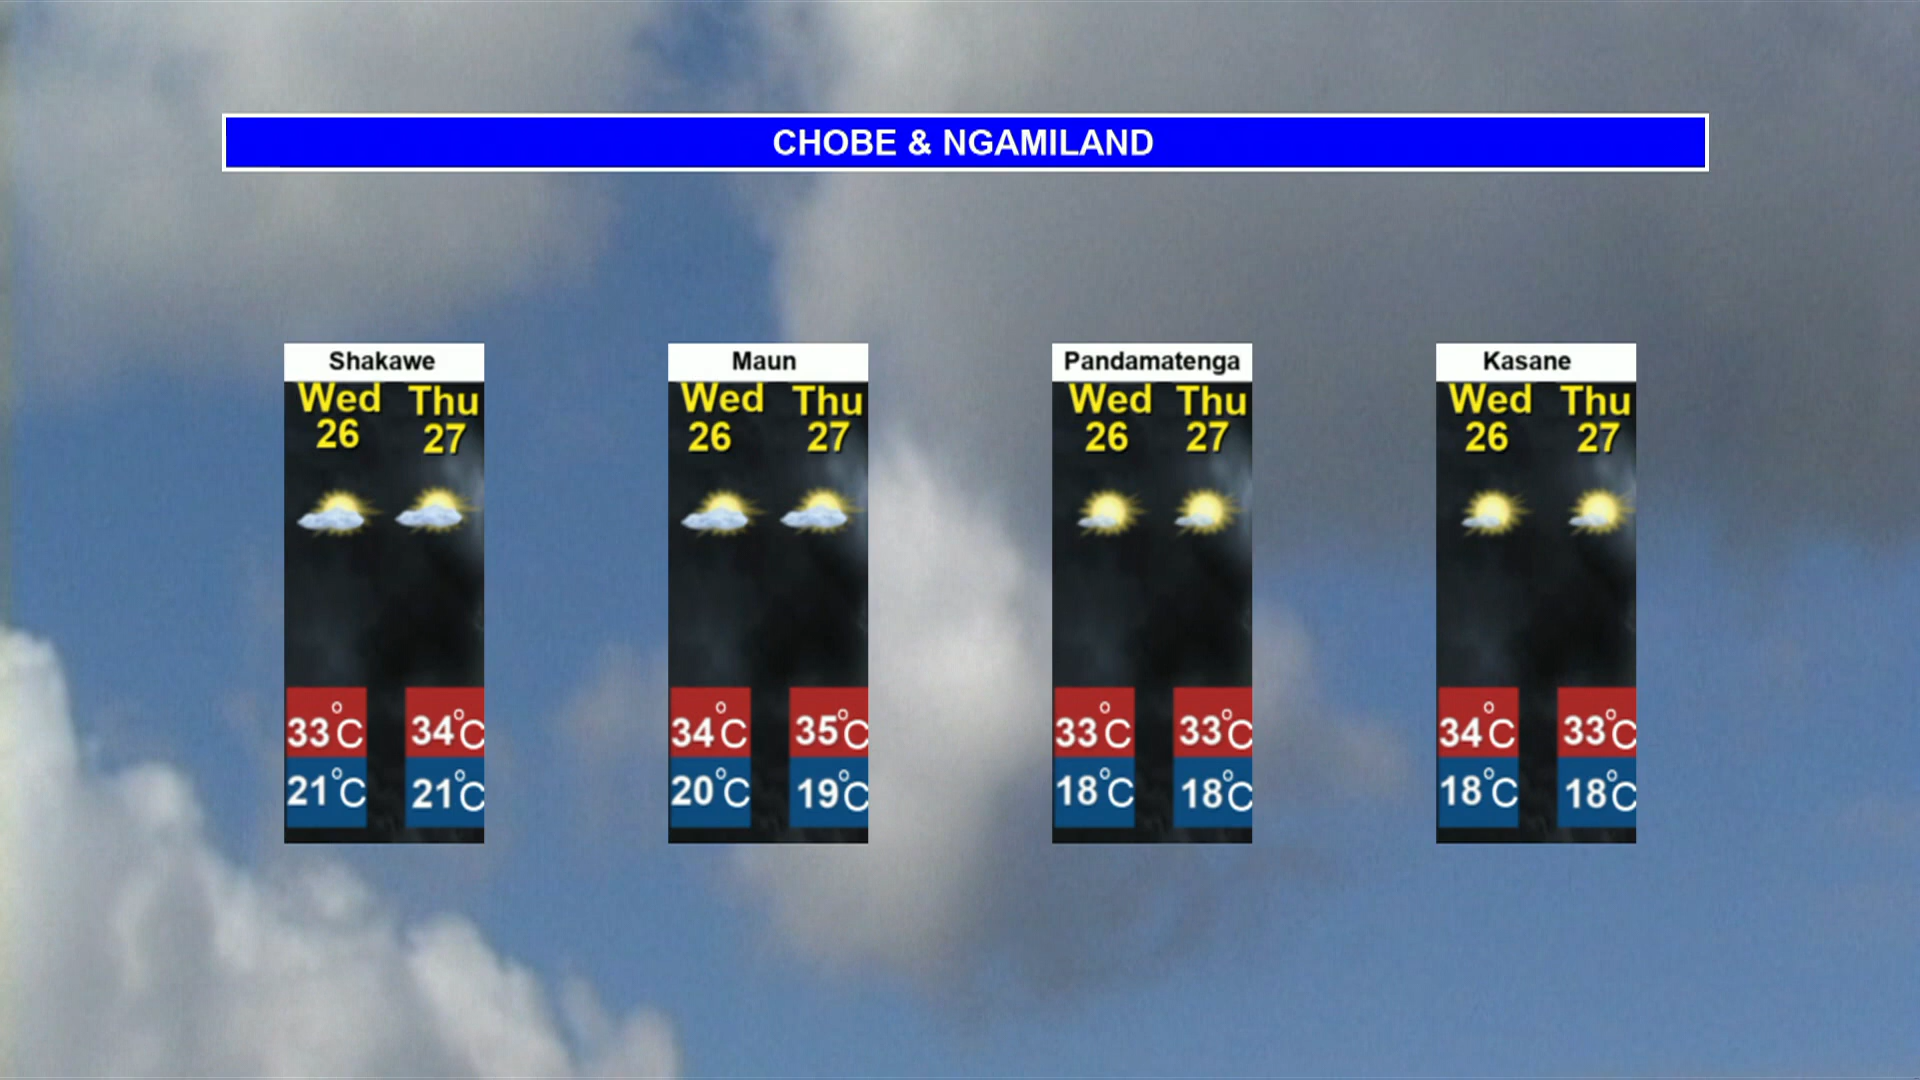 CHOBE & NGAMILAND
Shakawe
Wed Thu
26 27
33°C 34°C
21°C 21°C
Maun
Wed Thu
26 27
34°C 35°C
20°C 19°C
Pandamatenga
Wed Thu
26 27
33°C 33°C
18°C 18°C
Kasane
Wed Thu
26 27
34°C 33°C
18°C 18°C